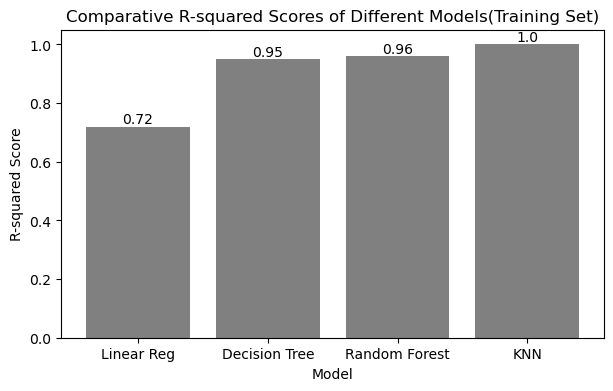 Comparative R-squared Scores of Different Models(Training Set)
R-squared Score
1.0
0.8
0.6
0.4
0.2
0.0
0.72
0.95
0.96
1.0
Linear Reg
Decision Tree
Random Forest
KNN
Model